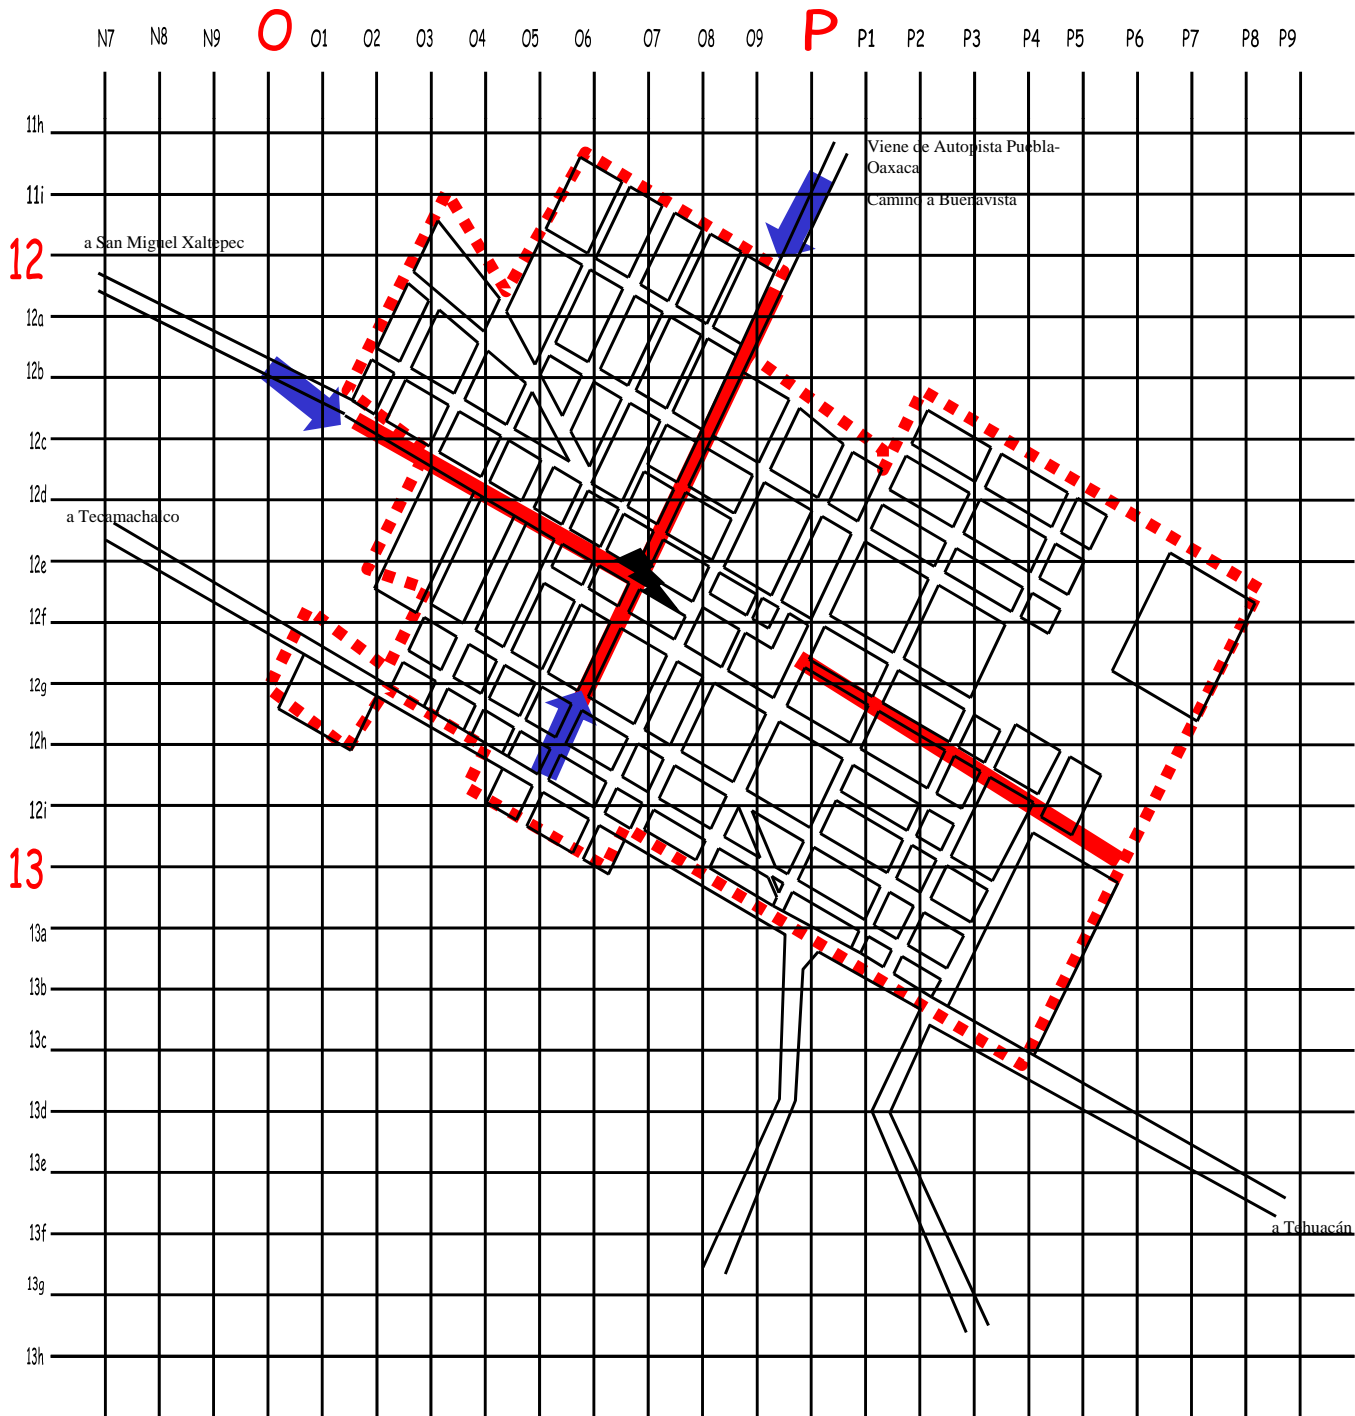 N7 N8 N9 O O1 O2 O3 O4 O5 O6 O7 O8 O9 P P1 P2 P3 P4 P5 P6 P7 P8 P9
11h
Viene de Autopista Puebla-
Oaxaca
11i
Camino a Buenavista
a San Miguel Xaltepec
12
12a
12b
12c
12d
a Tecamachalco
12e
12f
12g
12h
12i
13
13a
13b
13c
13d
13e
13f
a Tehuacán
13g
13h